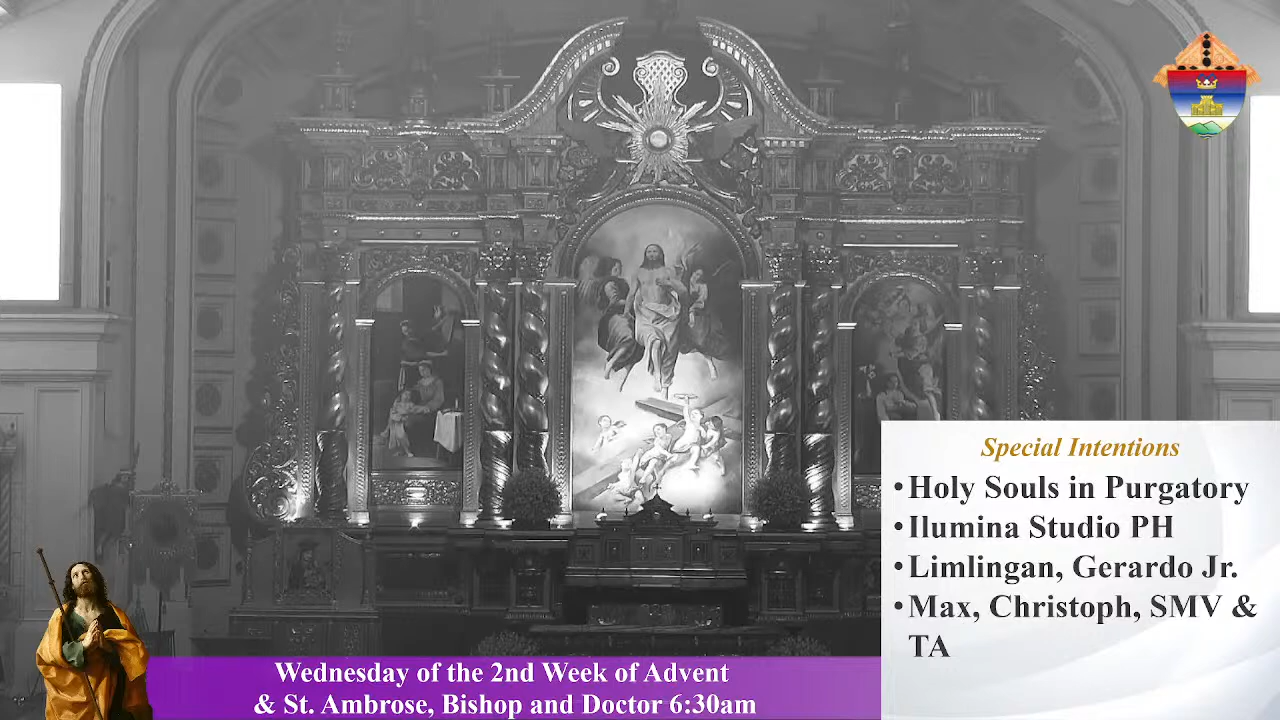 Special Intentions
•Holy Souls in Purgatory
•Ilumina Studio PH
•Limlingan, Gerardo Jr.
•Max, Christoph, SMV &
TA
Wednesday of the 2nd Week of Advent
& St. Ambrose, Bishop and Doctor 6:30am